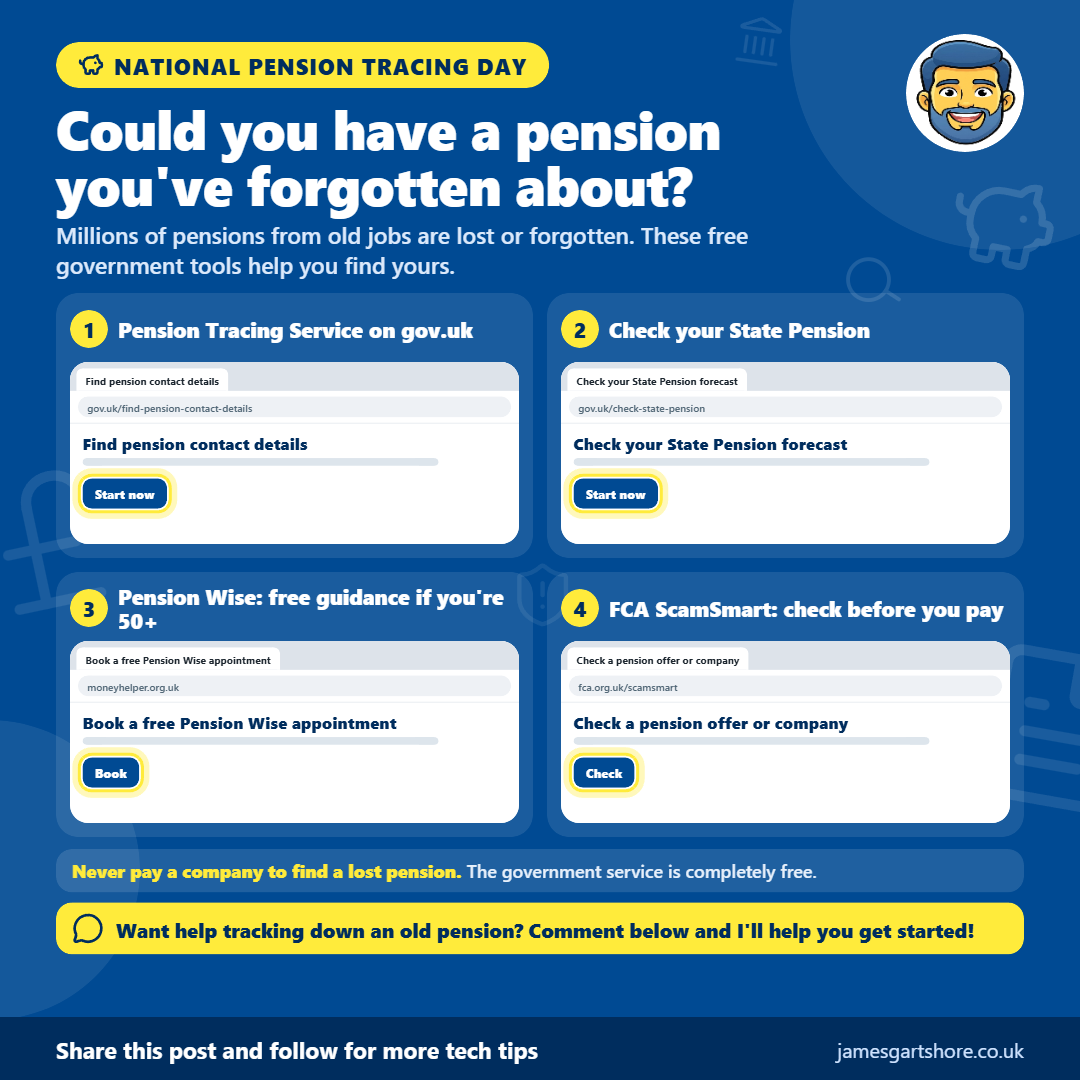 NATIONAL PENSION TRACING DAY
Could you have a pension
you've forgotten about?
Millions of pensions from old jobs are lost or forgotten. These free
government tools help you find yours.
1
Pension Tracing Service on gov.uk
Find pension contact details
gov.uk/find-pension-contact-details
Find pension contact details
Start now
2
Check your State Pension
Check your State Pension forecast
gov.uk/check-state-pension
Check your State Pension forecast
Start now
3
Pension Wise: free guidance if you're
50+
Book a free Pension Wise appointment
moneyhelper.org.uk
Book a free Pension Wise appointment
Book
4
FCA ScamSmart: check before you pay
Check a pension offer or company
fca.org.uk/scamsmart
Check a pension offer or company
Check
Never pay a company to find a lost pension. The government service is completely free.
Want help tracking down an old pension? Comment below and I'll help you get started!
Share this post and follow for more tech tips
jamesgartshore.co.uk